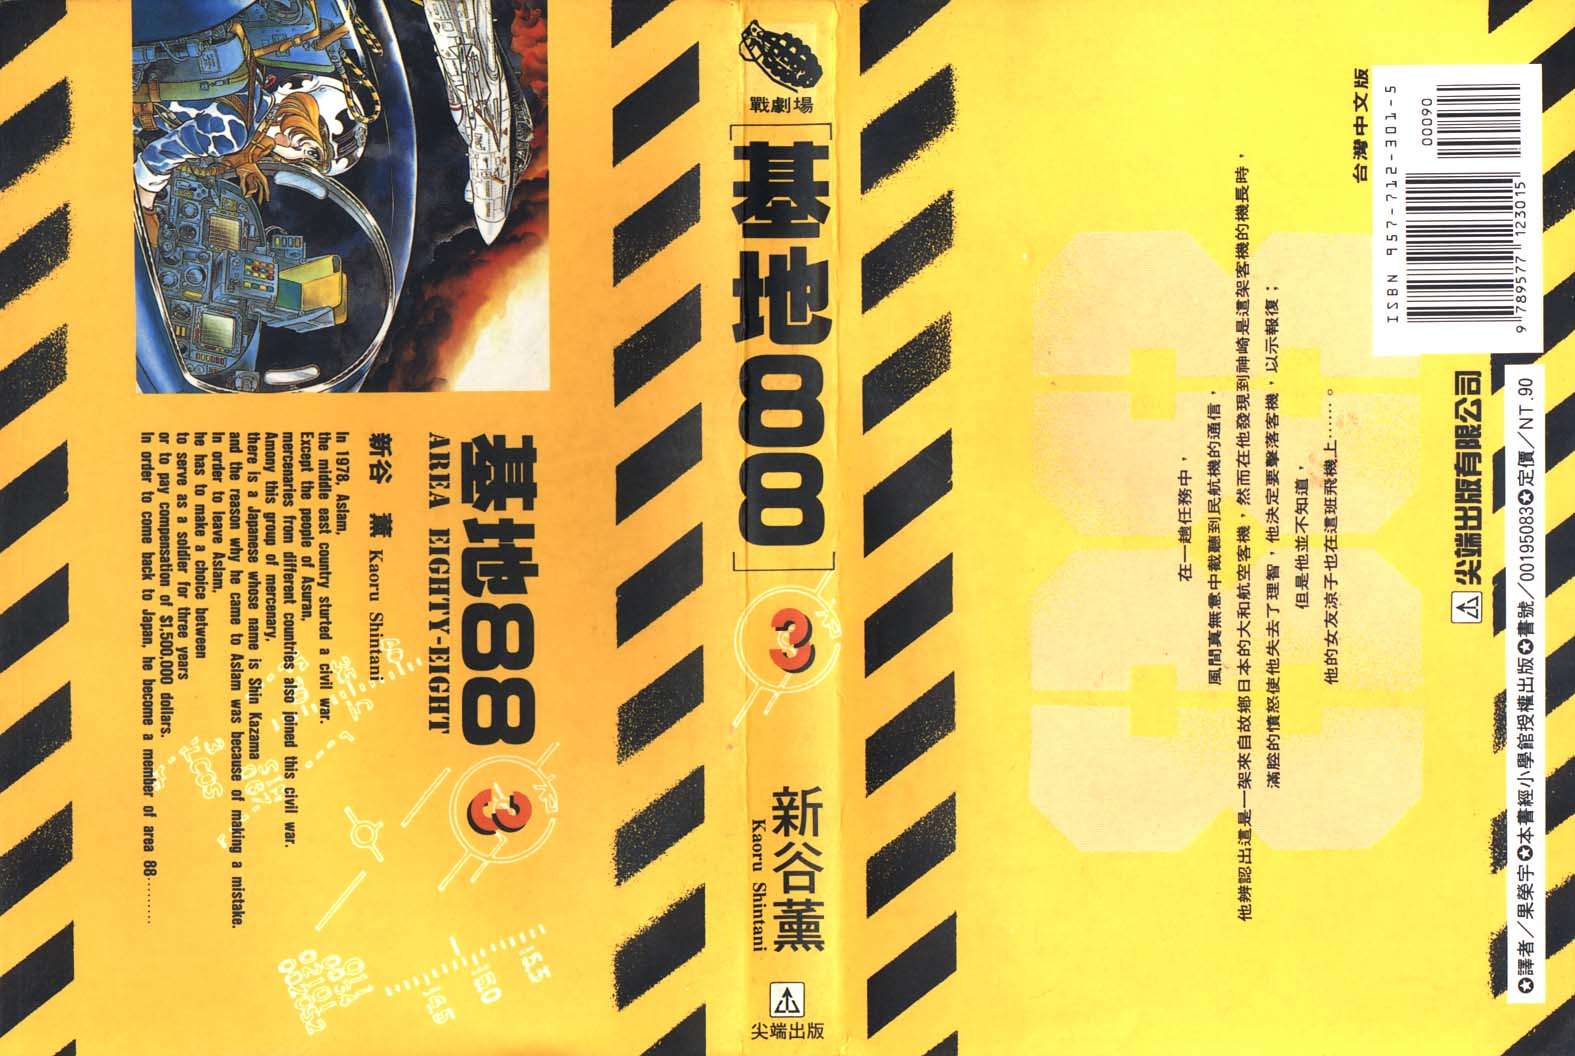 基地88
AREA EIGHTY-EIGHT
3
新谷 薫 Kaoru Shintani
In 1978, Aslam,
the middle east country sturted a civil war.
Except the people of Asuran,
mercenaries from different countries also joined this civil war.
Amony this group of mercenary.
there is a Japanese whose name is Shin Kazama
and the reason why he came to Aslam was because of making a mistake.
In order to leave Aslam,
he has to make a choice between
to serve as a soldier for three years
or to pay compensation of $1,500,000 dollars.
In order to come back to Japan, he become a member of area 88………
155
150
145
戰劇場
[基地88]
3
新谷薫
Kaoru Shintani
尖端出版
88
在一趟任務中，
風間真無意中截聽到民航機的通信，
他辨認出這是一架來自故鄉日本的大和航空客機，然而在他發現到神崎是這架客機的機長時，
滿腔的憤怒使他失去了理智，他決定要擊落客機，以示報復；
但是他並不知道，
他的女友涼子也在這班飛機上……。
台灣中文版
ISBN 957-712-301-5
00090
9 789577 123015
尖端出版有限公司
✪譯者／果榮宇✪本書經小學館授權出版✪書號／00195083✪定價／NT.90